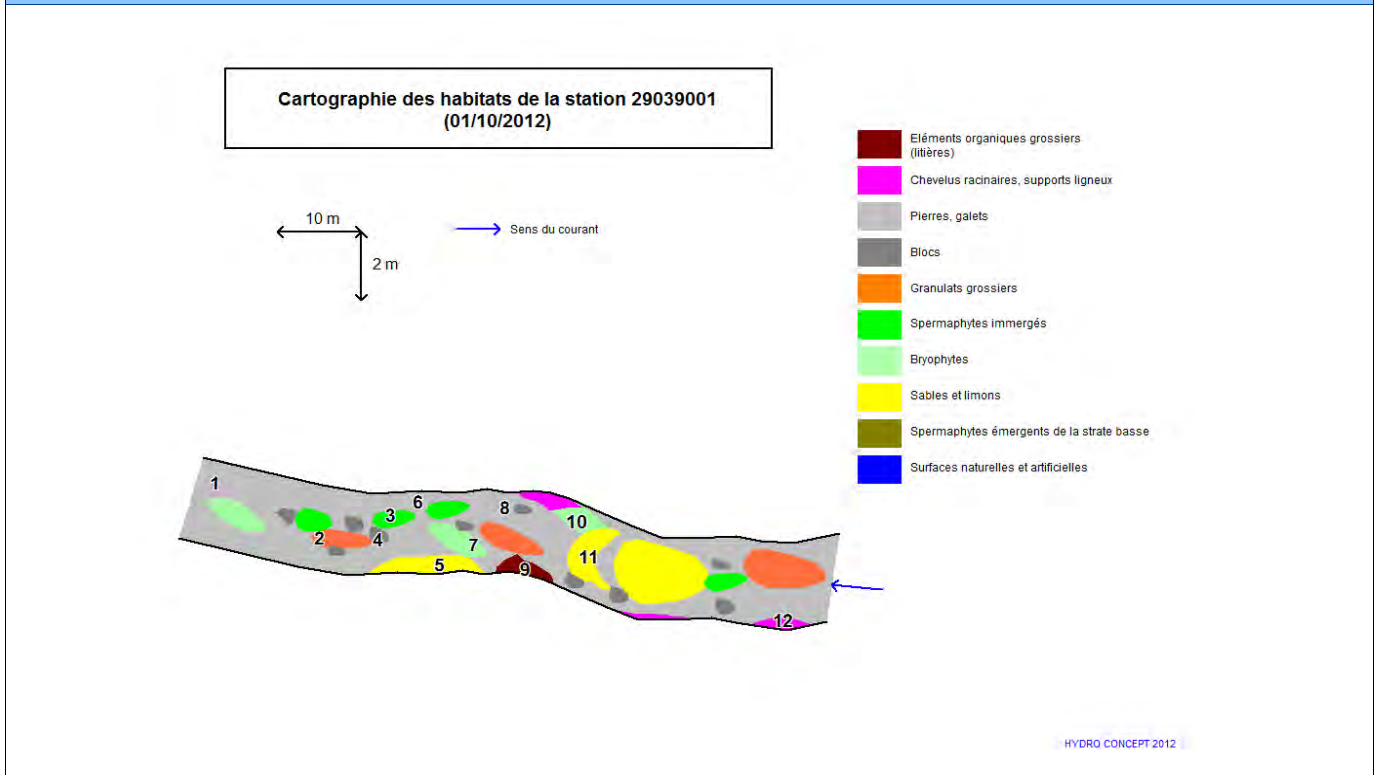 Cartographie des habitats de la station 29039001
(01/10/2012)
Eléments organiques grossiers
(litières)
Chevelus racinaires, supports ligneux
Pierres, galets
Blocs
Granulats grossiers
Spermaphytes immergés
Bryophytes
Sables et limons
Spermaphytes émergents de la strate basse
Surfaces naturelles et artificielles
10 m
2 m
Sens du courant
1
2
3
4
5
6
7
8
9
10
11
12
HYDRO CONCEPT 2012